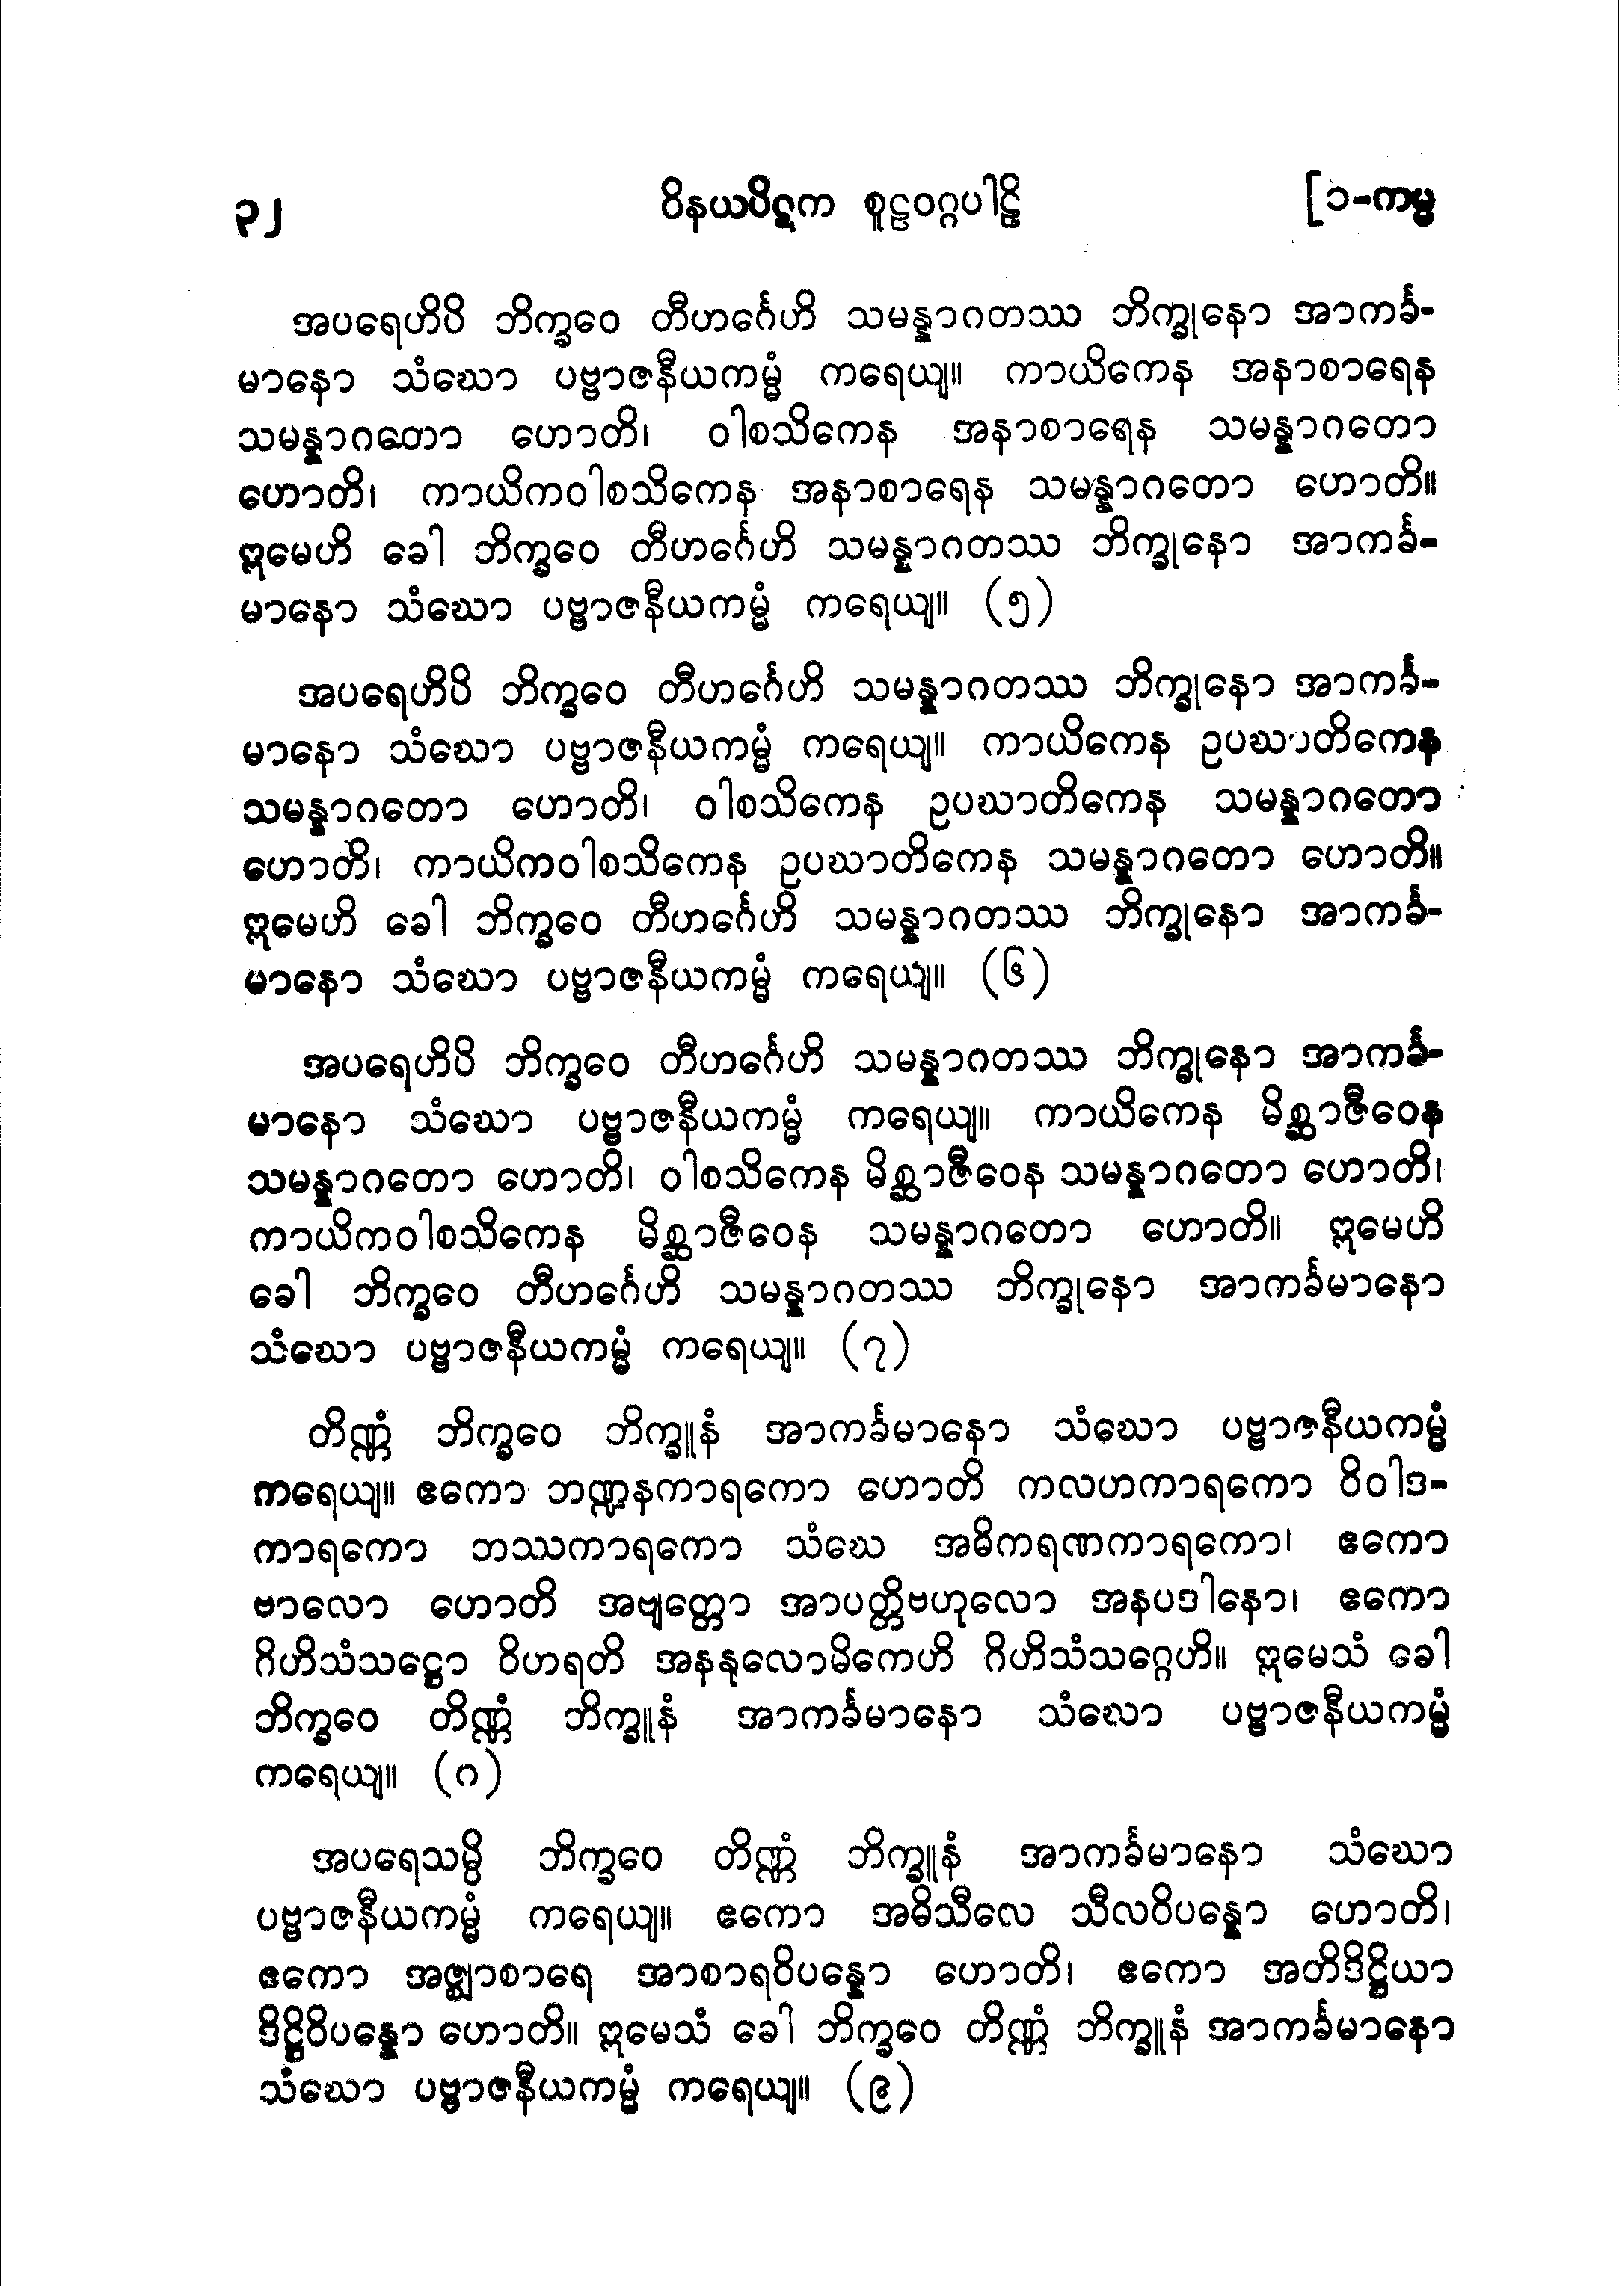 ၃၂ ဝိနယပိဋက စူဠဝဂ္ဂပါဠိ [၁-ကမ္မ
အပရေဟိပိ ဘိက္ခဝေ တီဟင်္ဂေဟိ သမန္နာဂတဿ ဘိက္ခုနော အာကင်္ခ-
မာနော သံဃော ပဗ္ဗာဇနီယကမ္မံ ကရေယျ။ ကာယိကေန အနာစာရေန
သမန္နာဂတော ဟောတိ၊ ဝါစသိကေန အနာစာရေန သမန္နာဂတော
ဟောတိ၊ ကာယိကဝါစသိကေန အနာစာရေန သမန္နာဂတော ဟောတိ။
ဣမေဟိ ခေါ ဘိက္ခဝေ တီဟင်္ဂေဟိ သမန္နာဂတဿ ဘိက္ခုနော အာကင်္ခ-
မာနော သံဃော ပဗ္ဗာဇနီယကမ္မံ ကရေယျ။ (၅)
အပရေဟိပိ ဘိက္ခဝေ တီဟင်္ဂေဟိ သမန္နာဂတဿ ဘိက္ခုနော အာကင်္ခ-
မာနော သံဃော ပဗ္ဗာဇနီယကမ္မံ ကရေယျ။ ကာယိကေန ဥပဃာတိကေန
သမန္နာဂတော ဟောတိ၊ ဝါစသိကေန ဥပဃာတိကေန သမန္နာဂတော
ဟောတိ၊ ကာယိကဝါစသိကေန ဥပဃာတိကေန သမန္နာဂတော ဟောတိ။
ဣမေဟိ ခေါ ဘိက္ခဝေ တီဟင်္ဂေဟိ သမန္နာဂတဿ ဘိက္ခုနော အာကင်္ခ-
မာနော သံဃော ပဗ္ဗာဇနီယကမ္မံ ကရေယျ။ (၆)
အပရေဟိပိ ဘိက္ခဝေ တီဟင်္ဂေဟိ သမန္နာဂတဿ ဘိက္ခုနော အာကင်္ခ-
မာနော သံဃော ပဗ္ဗာဇနီယကမ္မံ ကရေယျ။ ကာယိကေန မိစ္ဆာဇီဝေန
သမန္နာဂတော ဟောတိ၊ ဝါစသိကေန မိစ္ဆာဇီဝေန သမန္နာဂတော ဟောတိ၊
ကာယိကဝါစသိကေန မိစ္ဆာဇီဝေန သမန္နာဂတော ဟောတိ။ ဣမေဟိ
ခေါ ဘိက္ခဝေ တီဟင်္ဂေဟိ သမန္နာဂတဿ ဘိက္ခုနော အာကင်္ခမာနော
သံဃော ပဗ္ဗာဇနီယကမ္မံ ကရေယျ။ (၇)
တိဏ္ဏံ ဘိက္ခဝေ ဘိက္ခူနံ အာကင်္ခမာနော သံဃော ပဗ္ဗာဇနီယကမ္မံ
ကရေယျ။ ဧကော ဘဏ္ဍနကာရကော ဟောတိ ကလဟကာရကော ဝိဝါဒ-
ကာရကော ဘဿကာရကော သံဃေ အဓိကရဏကာရကော၊ ဧကော
ဗာလော ဟောတိ အဗျတ္တော အာပတ္တိဗဟုလော အနပဒါနော၊ ဧကော
ဂိဟိသံသဋ္ဌော ဝိဟရတိ အနနုလောမိကေဟိ ဂိဟိသံသဂ္ဂေဟိ။ ဣမေသံ ခေါ
ဘိက္ခဝေ တိဏ္ဏံ ဘိက္ခူနံ အာကင်္ခမာနော သံဃော ပဗ္ဗာဇနီယကမ္မံ
ကရေယျ။ (၈)
အပရေသမ္ပိ ဘိက္ခဝေ တိဏ္ဏံ ဘိက္ခူနံ အာကင်္ခမာနော သံဃော
ပဗ္ဗာဇနီယကမ္မံ ကရေယျ။ ဧကော အဓိသီလေ သီလဝိပန္နော ဟောတိ၊
ဧကော အဇ္ဈာစာရေ အာစာရဝိပန္နော ဟောတိ၊ ဧကော အတိဒိဋ္ဌိယာ
ဒိဋ္ဌိဝိပန္နော ဟောတိ။ ဣမေသံ ခေါ ဘိက္ခဝေ တိဏ္ဏံ ဘိက္ခူနံ အာကင်္ခမာနော
သံဃော ပဗ္ဗာဇနီယကမ္မံ ကရေယျ။ (၉)